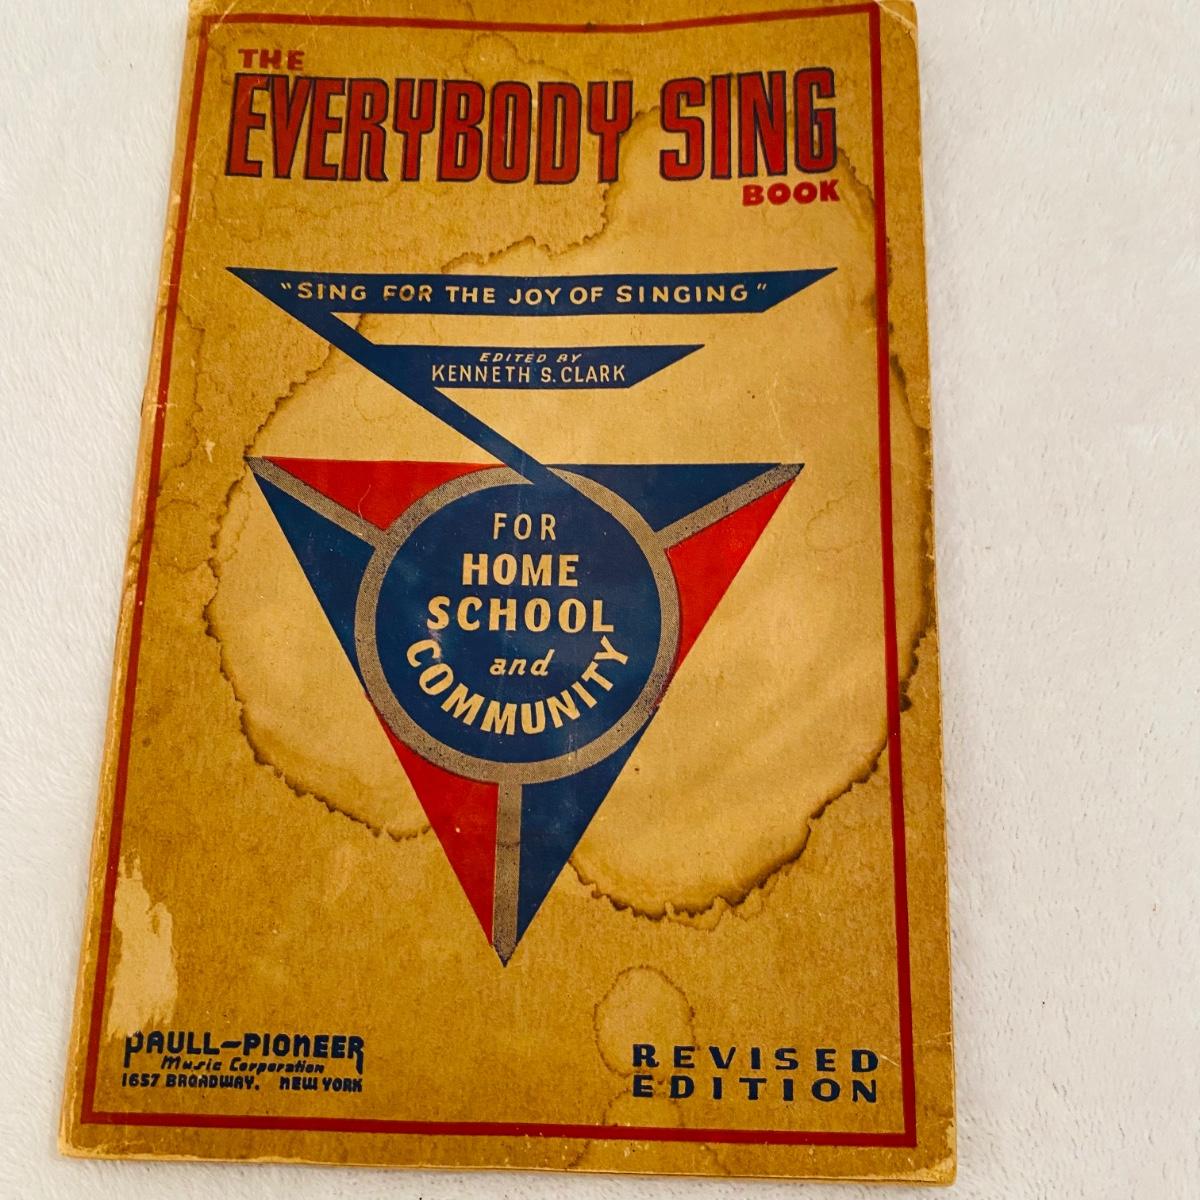 THE
EVERYBODY SING
BOOK
"SING FOR THE JOY OF SINGING"
EDITED BY
KENNETH S. CLARK
FOR
HOME
SCHOOL
and
COMMUNITY
PAULL-PIONEER
Music Corporation
1657 BROADWAY. NEW YORK
REVISED
EDITION